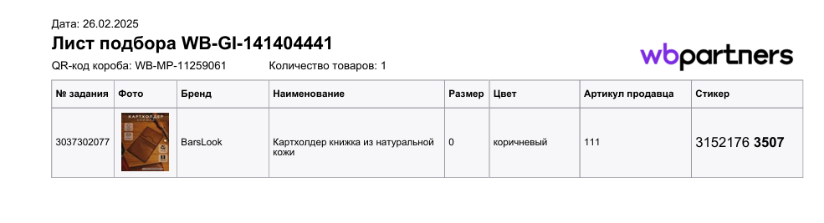 Дата: 26.02.2025
Лист подбора WB-GI-141404441
QR-код короба: WB-MP-11259061 Количество товаров: 1
wbpartners
№ задания Фото Бренд Наименование Размер Цвет Артикул продавца Стикер
КАРТХОЛДЕР
3037302077 BarsLook Картхолдер книжка из натуральной 0 коричневый 111 3152176 3507
кожи